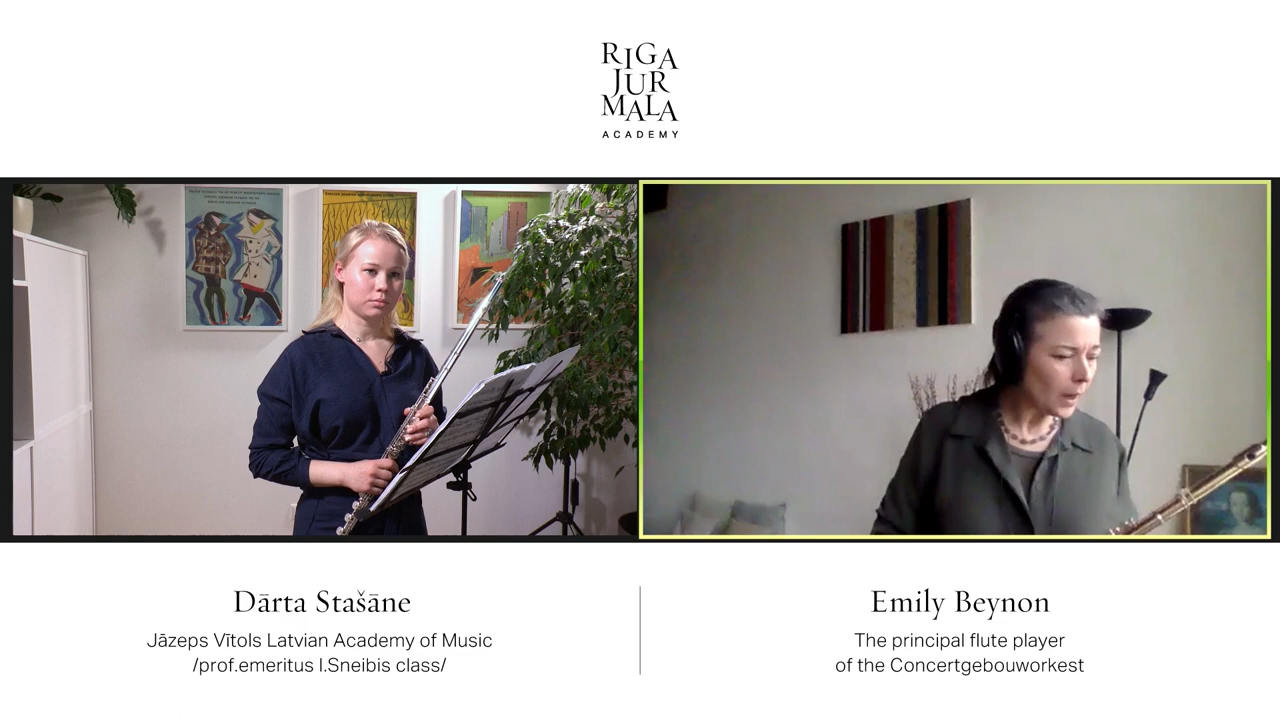 RIGA
JUR
MALA
ACADEMY
Dārta Stašāne
Jāzeps Vītols Latvian Academy of Music
/prof.emeritus I.Sneibis class/
Emily Beynon
The principal flute player
of the Concertgebouworkest